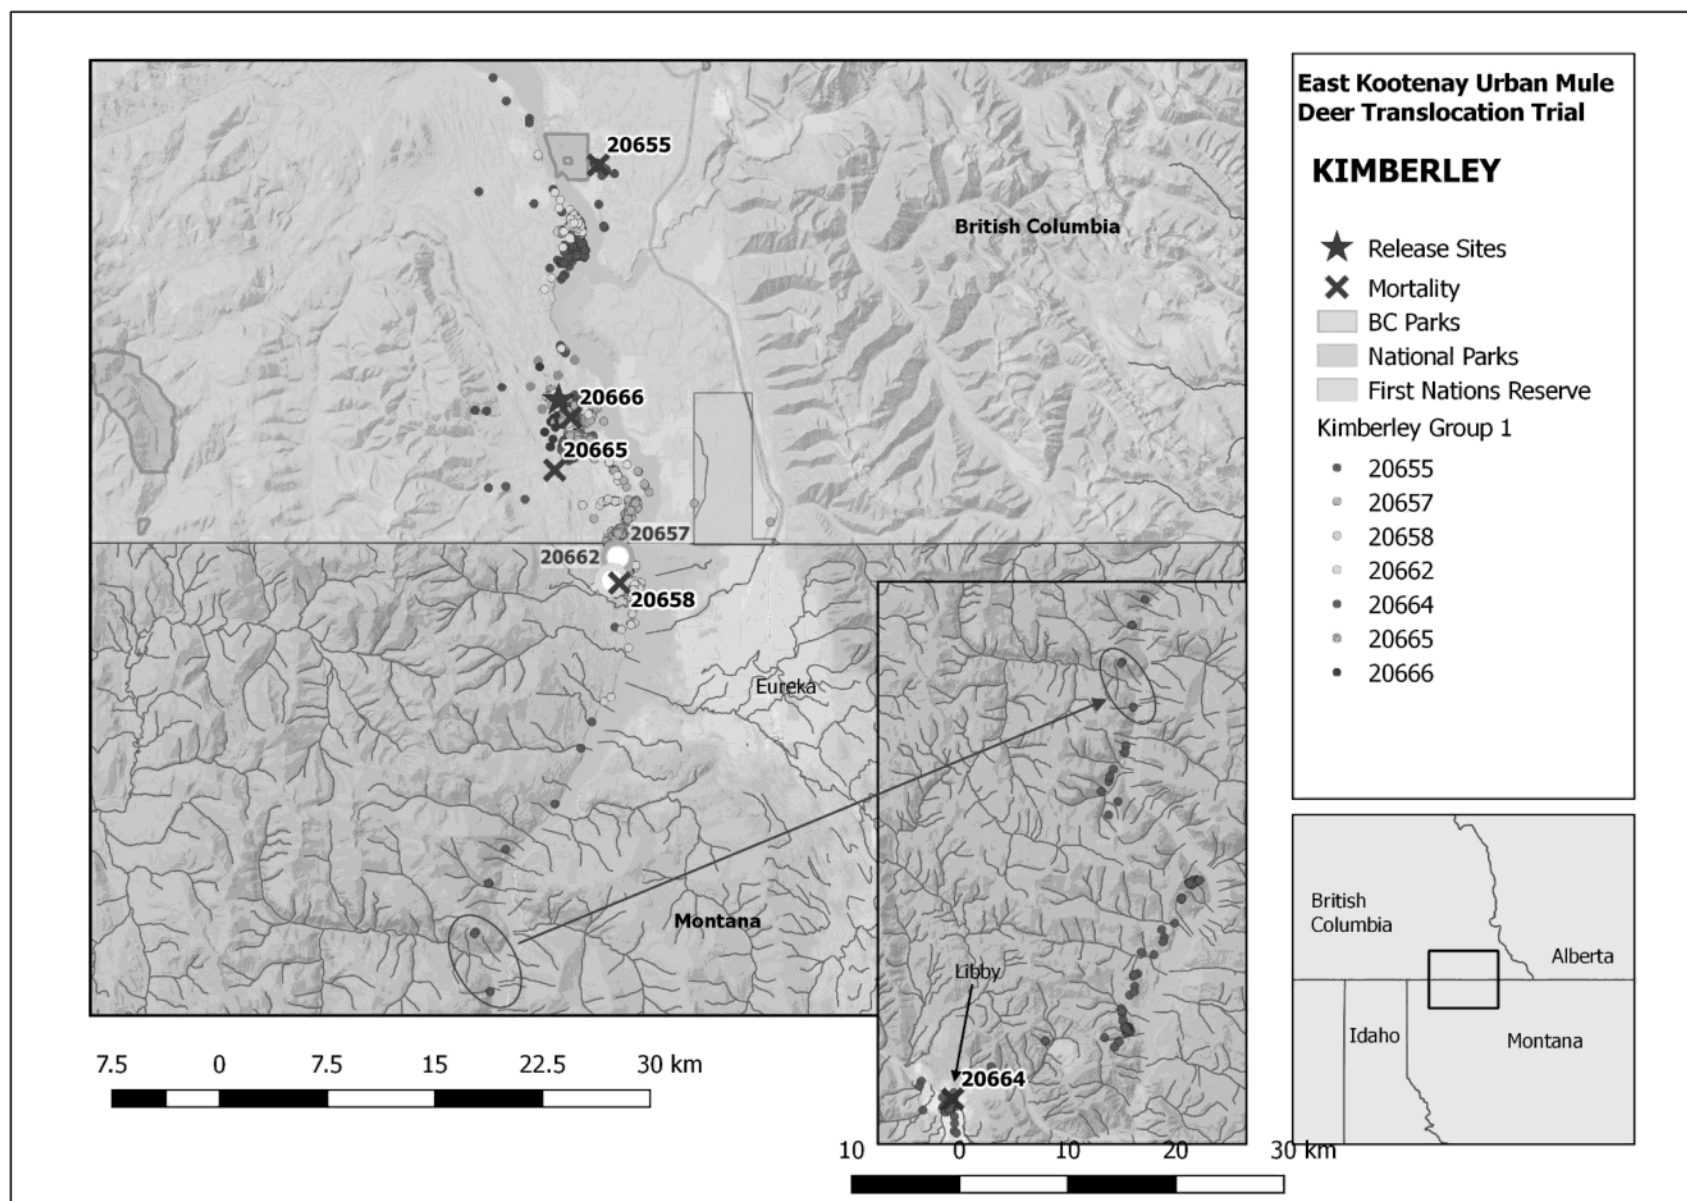 East Kootenay Urban Mule
Deer Translocation Trial
KIMBERLEY
Release Sites
Mortality
BC Parks
National Parks
First Nations Reserve
Kimberley Group 1
20655
20657
20658
20662
20664
20665
20666
20655
British Columbia
20666
20665
20657
20662
20658
Eureka
Montana
Libby
20664
7.5 0 7.5 15 22.5 30 km
10 0 10 20 30 km
British
Columbia
Alberta
Idaho
Montana